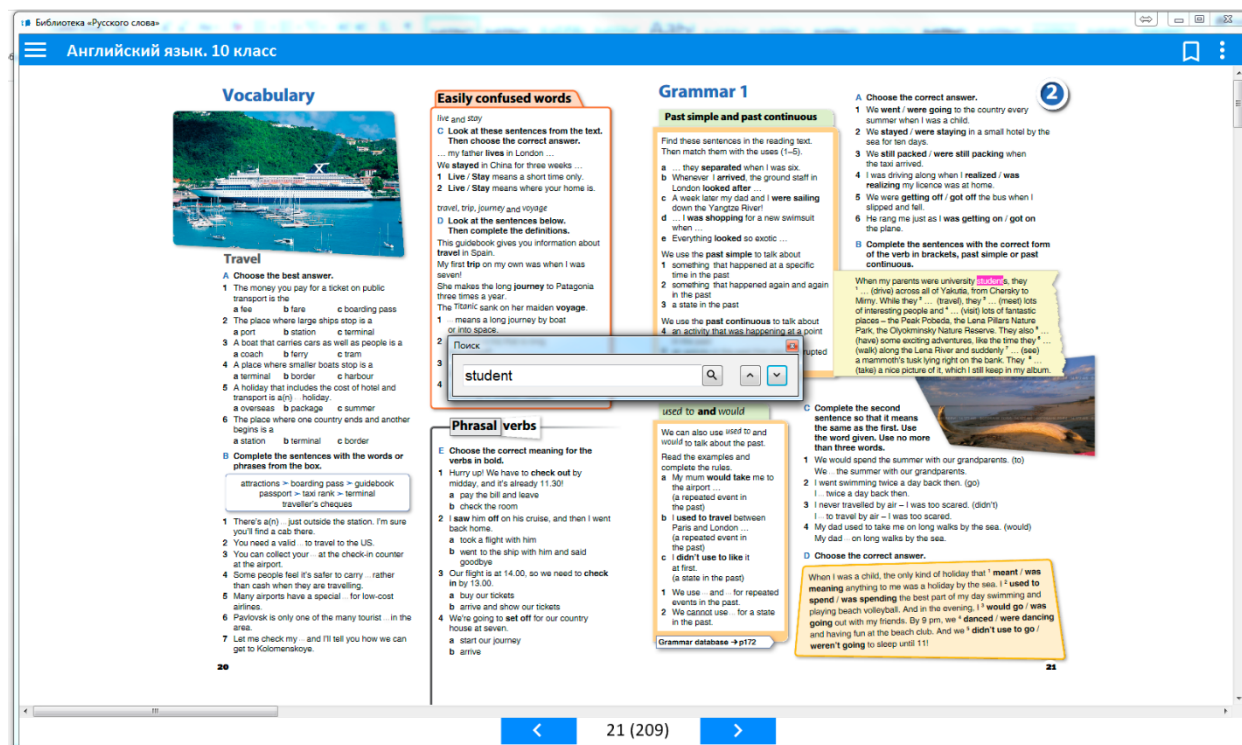 Библиотека «Русского слова»
Английский язык. 10 класс
Vocabulary
Travel
A Choose the best answer.
1 The money you pay for a ticket on public
transport is the
a fee b fare c boarding pass
2 The place where large ships stop is a
a port b station c terminal
3 A boat that carries cars as well as people is a
a coach b ferry c tram
4 A place where smaller boats stop is a
a terminal b border c harbour
5 A holiday that includes the cost of hotel and
transport is a(n) ... holiday.
a overseas b package c summer
6 The place where one country ends and another
begins is a
a station b terminal c border
B Complete the sentences with the words or
phrases from the box.
attractions ➢ boarding pass ➢ guidebook
passport ➢ taxi rank ➢ terminal
traveller's cheques
1 There's a(n) ... just outside the station. I'm sure
you'll find a cab there.
2 You need a valid ... to travel to the US.
3 You can collect your ... at the check-in counter
at the airport.
4 Some people feel it's safer to carry ... rather
than cash when they are travelling.
5 Many airports have a special ... for low-cost
airlines.
6 Pavlovsk is only one of the many tourist ... in the
area.
7 Let me check my ... and I'll tell you how we can
get to Kolomenskoye.
20
Easily confused words
live and stay
C Look at these sentences from the text.
Then choose the correct answer.
... my father lives in London ...
We stayed in China for three weeks ...
1 Live / Stay means a short time only.
2 Live / Stay means where your home is.
travel, trip, journey and voyage
D Look at the sentences below.
Then complete the definitions.
This guidebook gives you information about
travel in Spain.
My first trip on my own was when I was
seven!
She makes the long journey to Patagonia
three times a year.
The Titanic sank on her maiden voyage.
1 ... means a long journey by boat
or into space.
2
3
4
Phrasal verbs
E Choose the correct meaning for the
verbs in bold.
1 Hurry up! We have to check out by
midday, and it's already 11.30!
a pay the bill and leave
b check the room
2 I saw him off on his cruise, and then I went
back home.
a took a flight with him
b went to the ship with him and said
goodbye
3 Our flight is at 14.00, so we need to check
in by 13.00.
a buy our tickets
b arrive and show our tickets
4 We're going to set off for our country
house at seven.
a start our journey
b arrive
Поиск
student
Grammar 1
Past simple and past continuous
Find these sentences in the reading text.
Then match them with the uses (1–5).
a ... they separated when I was six.
b Whenever I arrived, the ground staff in
London looked after ...
c A week later my dad and I were sailing
down the Yangtze River!
d ... I was shopping for a new swimsuit
when ...
e Everything looked so exotic ...
We use the past simple to talk about
1 something that happened at a specific
time in the past
2 something that happened again and again
in the past
3 a state in the past
We use the past continuous to talk about
4 an activity that was happening at a point
used to and would
We can also use used to and
would to talk about the past.
Read the examples and
complete the rules.
a My mum would take me to
the airport ...
(a repeated event in
the past)
b I used to travel between
Paris and London ...
(a repeated event in
the past)
c I didn't use to like it
at first.
(a state in the past)
1 We use ... and ... for repeated
events in the past.
2 We cannot use ... for a state
in the past.
Grammar database ➔ p172
2
A Choose the correct answer.
1 We went / were going to the country every
summer when I was a child.
2 We stayed / were staying in a small hotel by the
sea for ten days.
3 We still packed / were still packing when
the taxi arrived.
4 I was driving along when I realized / was
realizing my licence was at home.
5 We were getting off / got off the bus when I
slipped and fell.
6 He rang me just as I was getting on / got on
the plane.
B Complete the sentences with the correct form
of the verb in brackets, past simple or past
continuous.
When my parents were university students, they
1 ... (drive) across all of Yakutia, from Chersky to
Mirny. While they 2 ... (travel), they 3 ... (meet) lots
of interesting people and 4 ... (visit) lots of fantastic
places – the Peak Pobeda, the Lena Pillars Nature
Park, the Olyokminsky Nature Reserve. They also 5 ...
(have) some exciting adventures, like the time they 6 ...
(walk) along the Lena River and suddenly 7 ... (see)
a mammoth's tusk lying right on the bank. They 8 ...
(take) a nice picture of it, which I still keep in my album.
C Complete the second
sentence so that it means
the same as the first. Use
the word given. Use no more
than three words.
1 We would spend the summer with our grandparents. (to)
We ... the summer with our grandparents.
2 I went swimming twice a day back then. (go)
I ... twice a day back then.
3 I never travelled by air – I was too scared. (didn't)
I ... to travel by air – I was too scared.
4 My dad used to take me on long walks by the sea. (would)
My dad ... on long walks by the sea.
D Choose the correct answer.
When I was a child, the only kind of holiday that 1 meant / was
meaning anything to me was a holiday by the sea. I 2 used to
spend / was spending the best part of my day swimming and
playing beach volleyball. And in the evening, I 3 would go / was
going out with my friends. By 9 pm, we 4 danced / were dancing
and having fun at the beach club. And we 5 didn't use to go /
weren't going to sleep until 11!
21
21 (209)